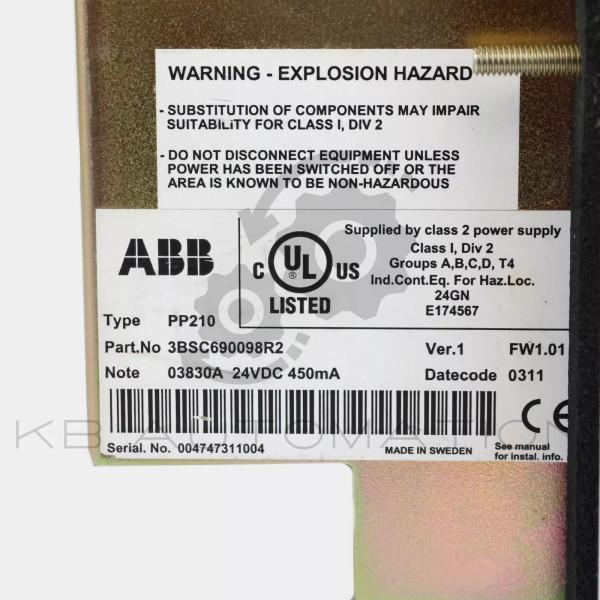 WARNING - EXPLOSION HAZARD
- SUBSTITUTION OF COMPONENTS MAY IMPAIR
SUITABILITY FOR CLASS I, DIV 2
- DO NOT DISCONNECT EQUIPMENT UNLESS
POWER HAS BEEN SWITCHED OFF OR THE
AREA IS KNOWN TO BE NON-HAZARDOUS
ABB
C UL ® US
LISTED
Supplied by class 2 power supply
Class I, Div 2
Groups A,B,C,D, T4
Ind.Cont.Eq. For Haz.Loc.
24GN
E174567
Type PP210
Part.No 3BSC690098R2 Ver.1 FW1.01
Note 03830A 24VDC 450mA Datecode 0311
CE
KB AUTOMATION
Serial. No. 004747311004 MADE IN SWEDEN
See manual
for instal. info.